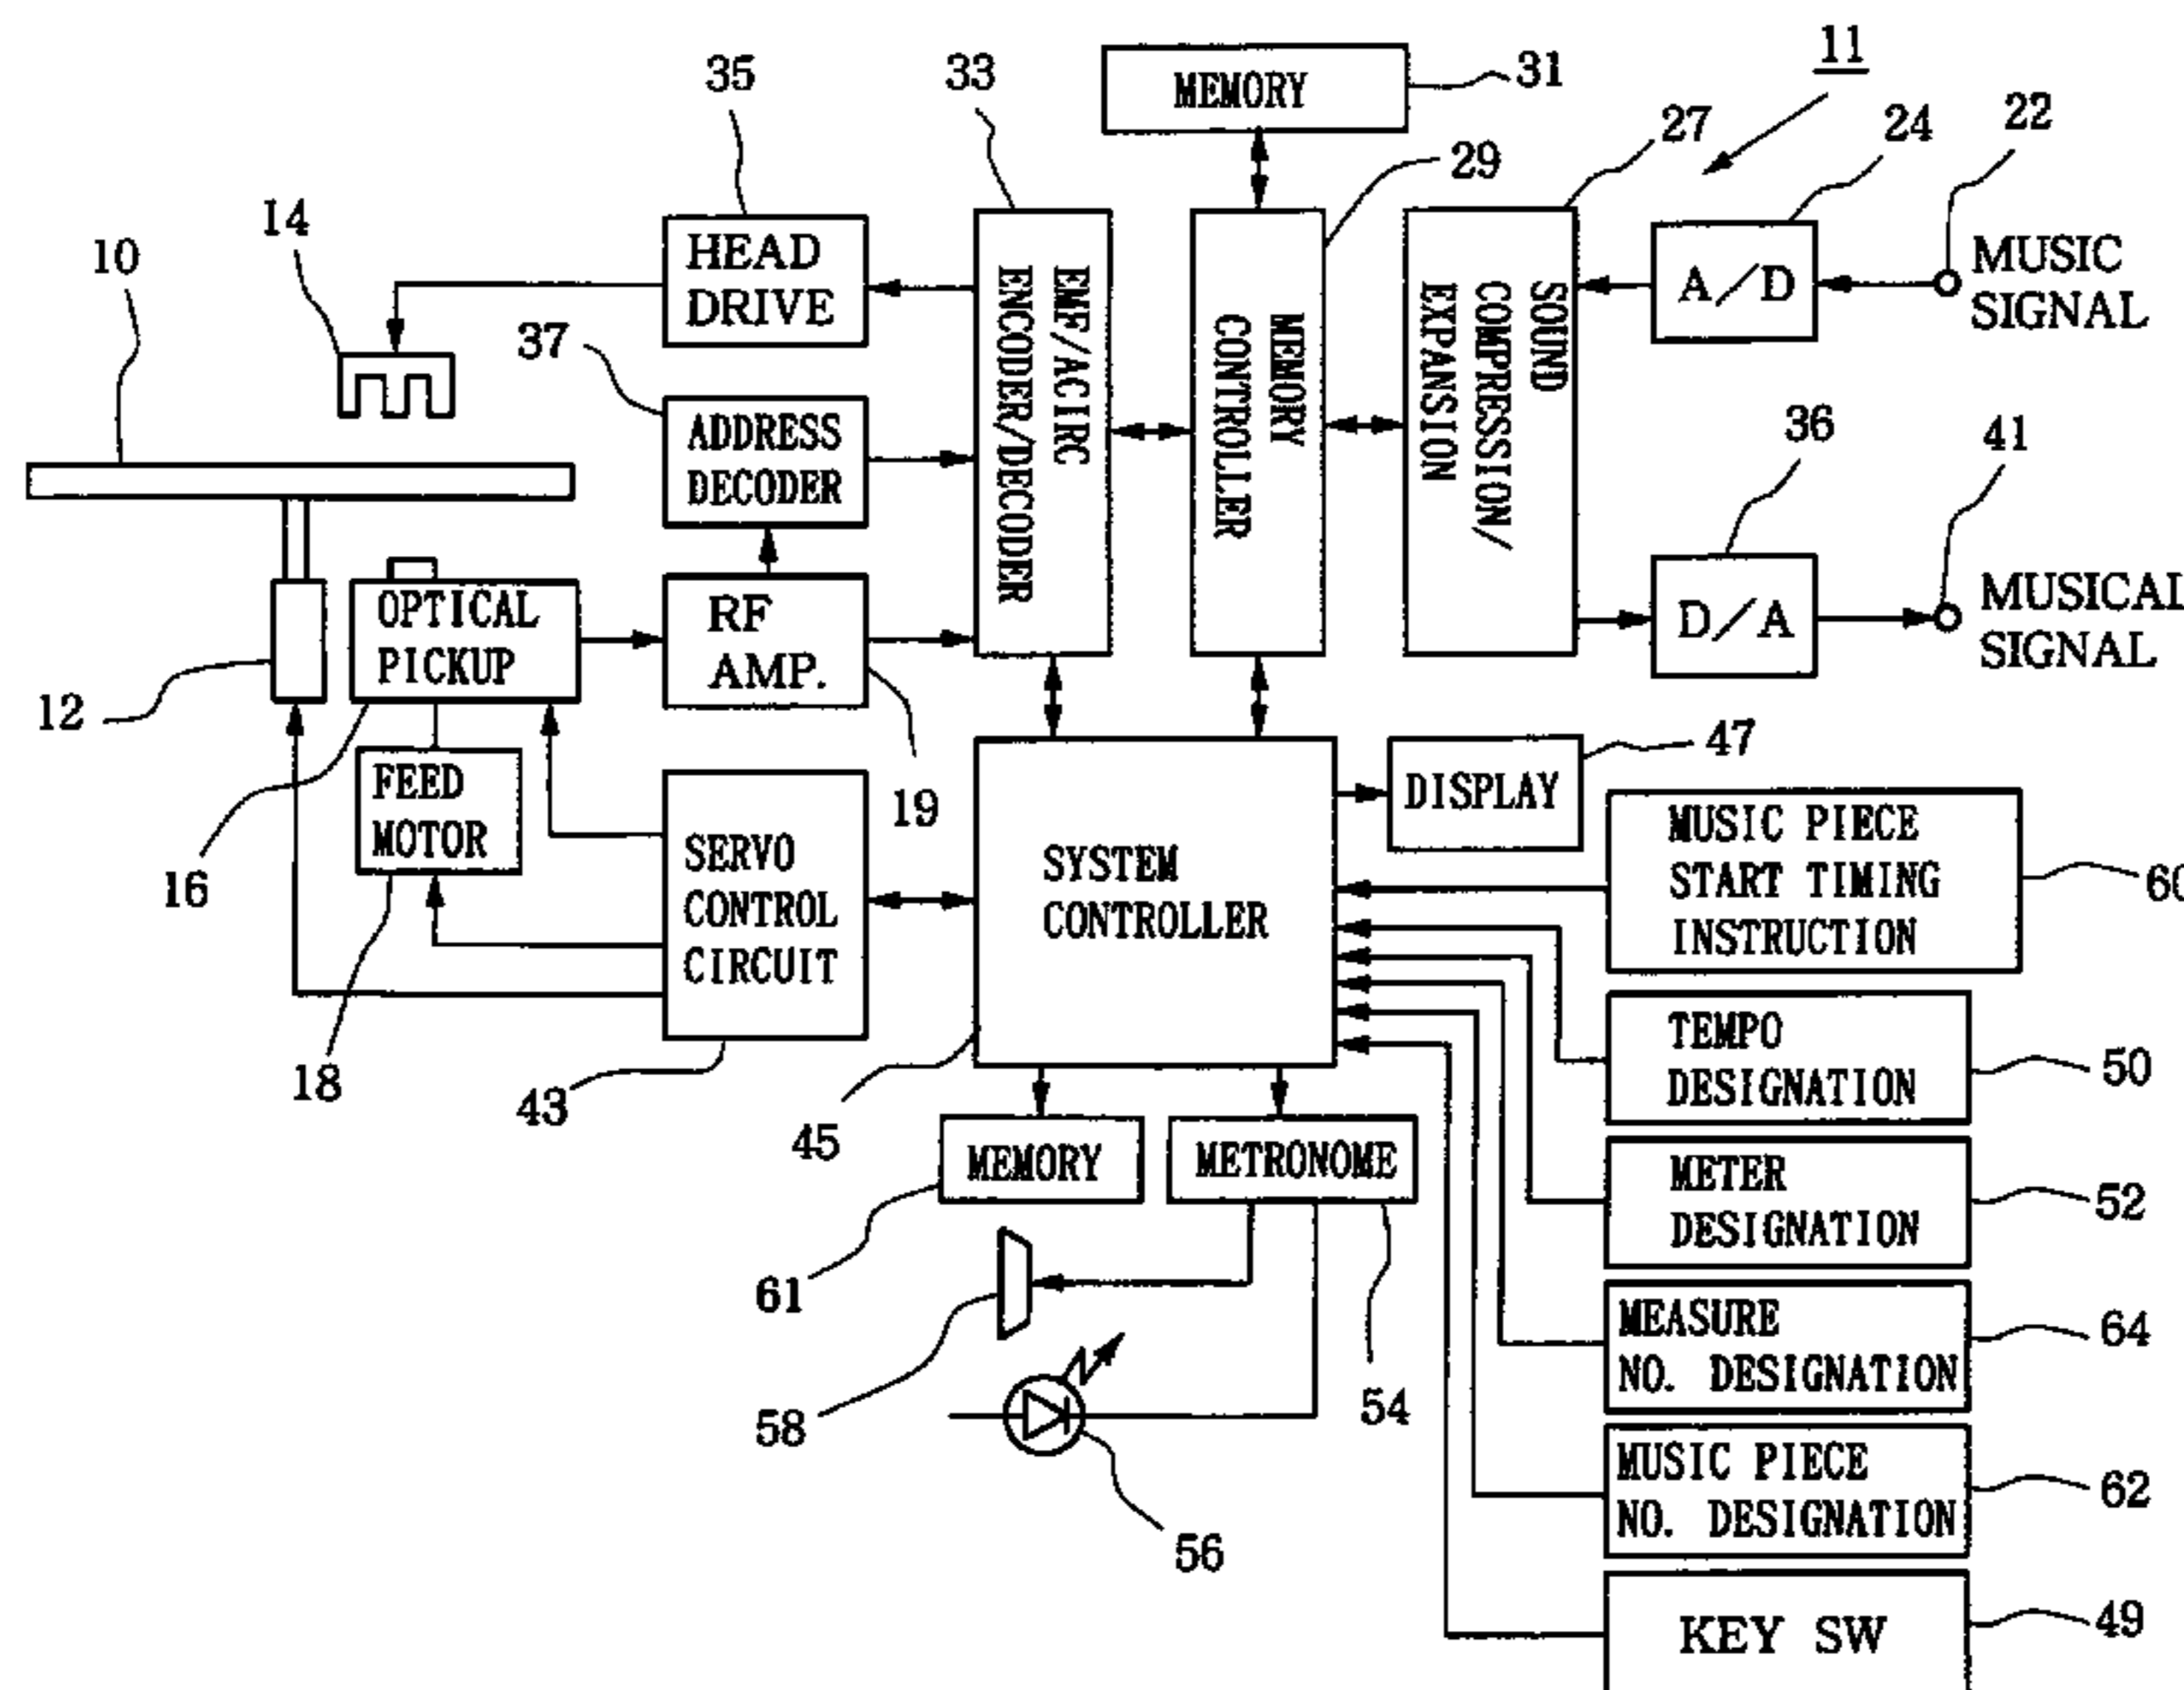 11
35
33
MEMORY
31
27
24
22
29
14
10
HEAD
DRIVE
EMF/ACIRC
ENCODER/DECODER
MEMORY
CONTROLLER
SOUND
COMPRESSION/
EXPANSION
A/D
MUSIC
SIGNAL
37
ADDRESS
DECODER
36
41
OPTICAL
PICKUP
RF
AMP.
D/A
MUSICAL
SIGNAL
12
47
FEED
MOTOR
19
DISPLAY
16
SERVO
CONTROL
CIRCUIT
SYSTEM
CONTROLLER
MUSIC PIECE
START TIMING
INSTRUCTION
60
18
43
45
TEMPO
DESIGNATION
50
MEMORY
METRONOME
METER
DESIGNATION
52
61
MEASURE
NO. DESIGNATION
64
58
54
MUSIC PIECE
NO. DESIGNATION
62
56
KEY SW
49